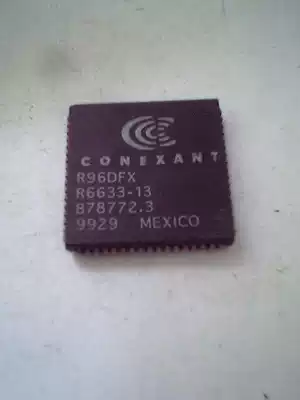 CONEXANT
R96DFX
R6633-13
878772.3
9929 MEXICO